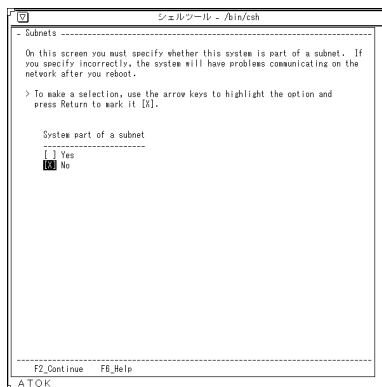 シェルツール - /bin/csh
- Subnets ----------------------------------------------------------------
On this screen you must specify whether this system is part of a subnet. If
you specify incorrectly, the system will have problems communicating on the
network after you reboot.
> To make a selection, use the arrow keys to highlight the option and
press Return to mark it [X].
System part of a subnet
-----------------------
[ ] Yes
[X] No
--------------------------------------------------------------------------
F2_Continue F6_Help
ATOK